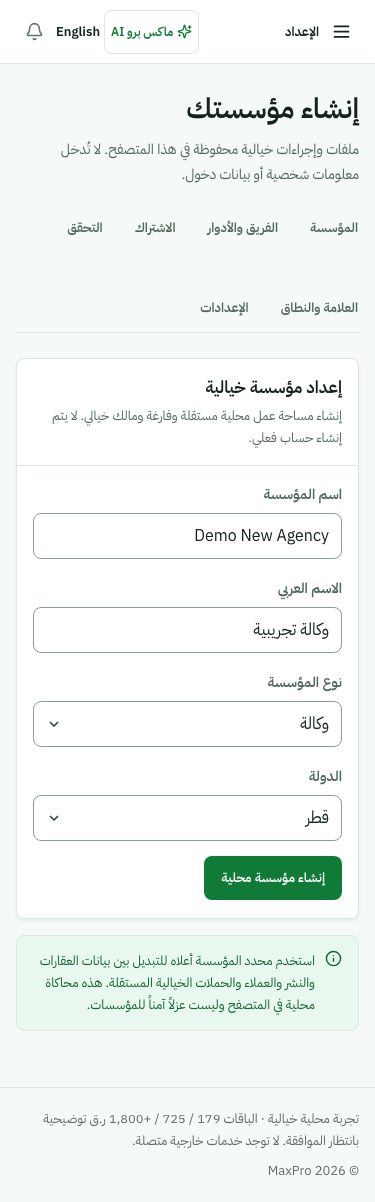 الإعداد
ماكس برو AI
English
إنشاء مؤسستك
ملفات وإجراءات خيالية محفوظة في هذا المتصفح. لا تُدخل
معلومات شخصية أو بيانات دخول.
المؤسسة
الفريق والأدوار
الاشتراك
التحقق
العلامة والنطاق
الإعدادات
إعداد مؤسسة خيالية
إنشاء مساحة عمل محلية مستقلة وفارغة ومالك خيالي. لا يتم
إنشاء حساب فعلي.
اسم المؤسسة
Demo New Agency
الاسم العربي
وكالة تجريبية
نوع المؤسسة
وكالة
الدولة
قطر
إنشاء مؤسسة محلية
استخدم محدد المؤسسة أعلاه للتبديل بين بيانات العقارات
والنشر والعملاء والحملات الخيالية المستقلة. هذه محاكاة
محلية في المتصفح وليست عزلاً آمناً للمؤسسات.
تجربة محلية خيالية · الباقات 179 / 725 / +1,800 ر.ق توضيحية
بانتظار الموافقة. لا توجد خدمات خارجية متصلة.
© 2026 MaxPro